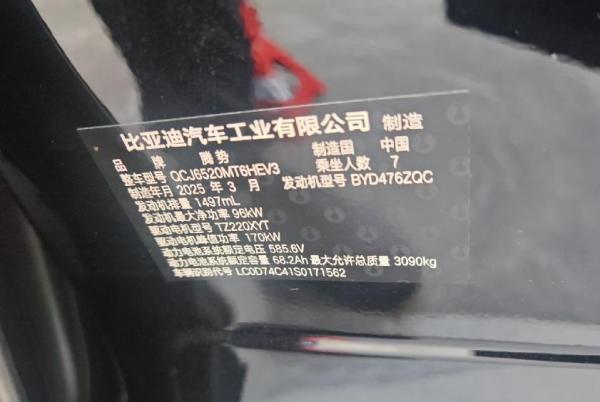 比亚迪汽车工业有限公司 制造
品 牌 腾势 制造国 中国
整车型号 QCJ6520MT6HEV3 乘坐人数 7
制造年月 2025 年 3 月 发动机型号 BYD476ZQC
发动机排量 1497mL
发动机最大净功率 96kW
驱动电机型号 TZ220XYT
驱动电机峰值功率 170kW
动力电池系统额定电压 585.6V
动力电池系统额定容量 68.2Ah 最大允许总质量 3090kg
车辆识别代号 LC0D74C41S0171562